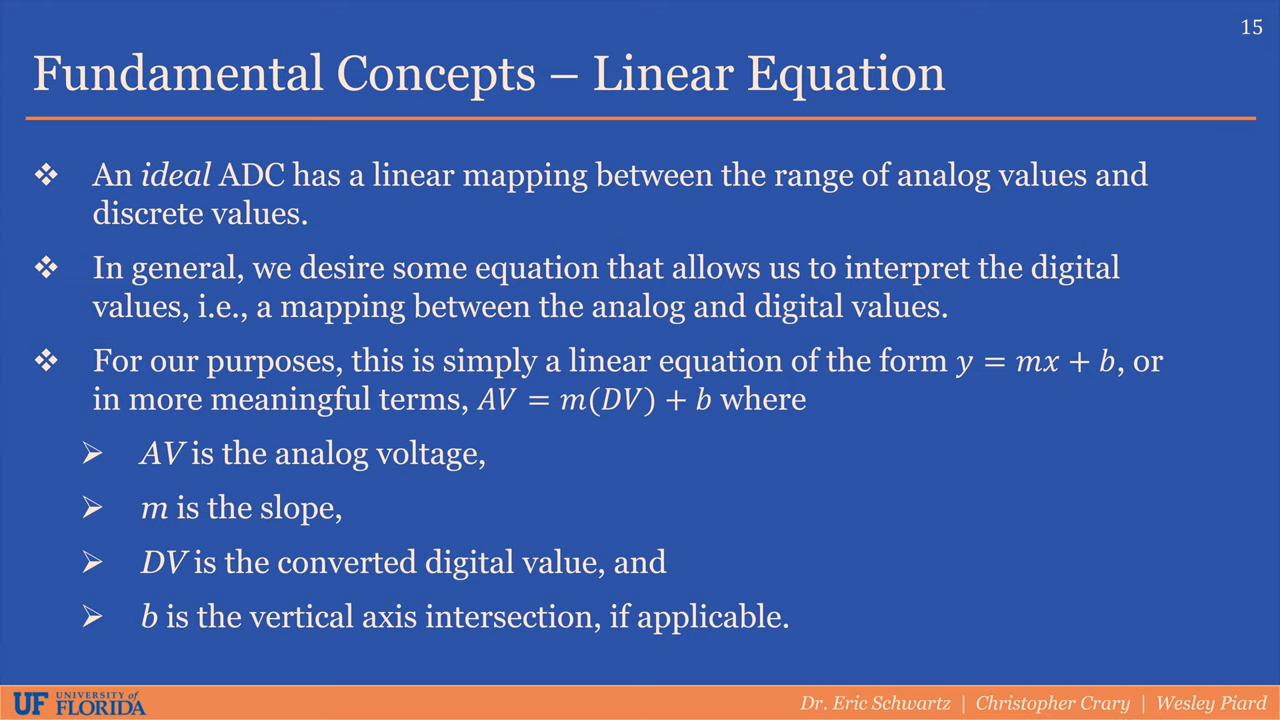 15
Fundamental Concepts – Linear Equation
❖ An ideal ADC has a linear mapping between the range of analog values and
discrete values.
❖ In general, we desire some equation that allows us to interpret the digital
values, i.e., a mapping between the analog and digital values.
❖ For our purposes, this is simply a linear equation of the form 𝑦 = 𝑚𝑥 + 𝑏, or
in more meaningful terms, 𝐴𝑉 = 𝑚(𝐷𝑉) + 𝑏 where
➢ AV is the analog voltage,
➢ m is the slope,
➢ DV is the converted digital value, and
➢ b is the vertical axis intersection, if applicable.
UF UNIVERSITY of
FLORIDA
Dr. Eric Schwartz | Christopher Crary | Wesley Piard